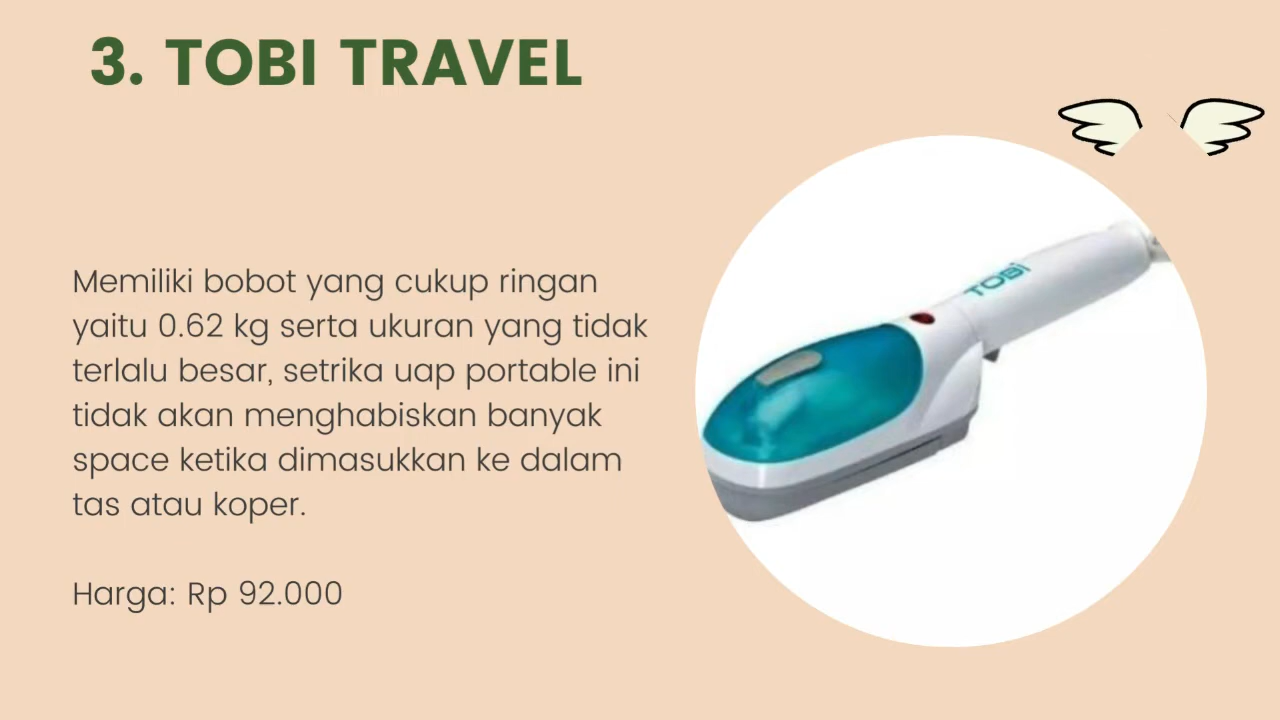 3. TOBI TRAVEL
Memiliki bobot yang cukup ringan
yaitu 0.62 kg serta ukuran yang tidak
terlalu besar, setrika uap portable ini
tidak akan menghabiskan banyak
space ketika dimasukkan ke dalam
tas atau koper.
Harga: Rp 92.000
TOBi